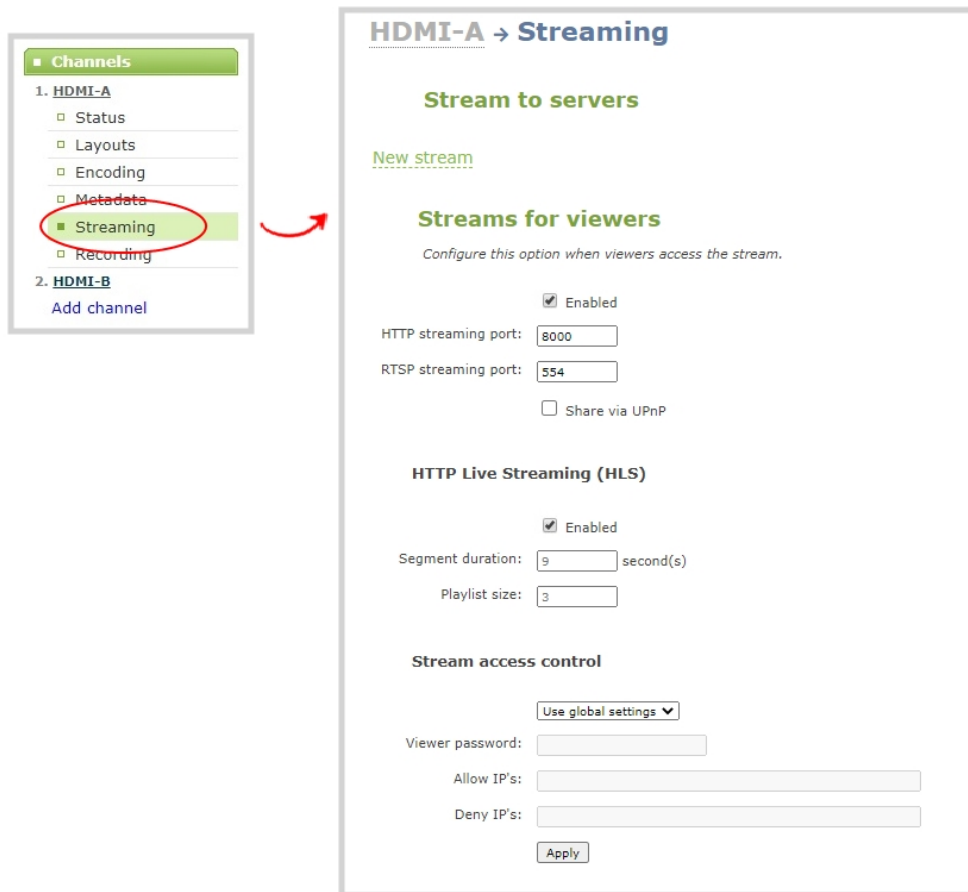 Channels
1. HDMI-A
Status
Layouts
Encoding
Metadata
Streaming
Recording
2. HDMI-B
Add channel
HDMI-A → Streaming
Stream to servers
New stream
Streams for viewers
Configure this option when viewers access the stream.
Enabled
HTTP streaming port: 8000
RTSP streaming port: 554
Share via UPnP
HTTP Live Streaming (HLS)
Enabled
Segment duration: 9 second(s)
Playlist size: 3
Stream access control
Use global settings
Viewer password:
Allow IP's:
Deny IP's:
Apply